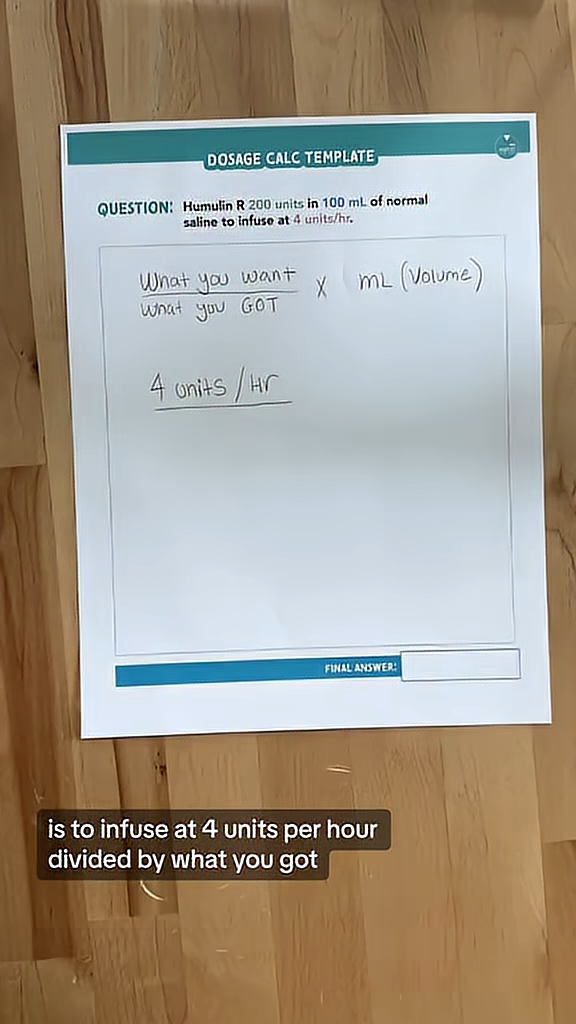 DOSAGE CALC TEMPLATE
QUESTION: Humulin R 200 units in 100 mL of normal
saline to infuse at 4 units/hr.
What you want
What you GOT
X mL (Volume)
4 units / Hr
FINAL ANSWER:
is to infuse at 4 units per hour
divided by what you got